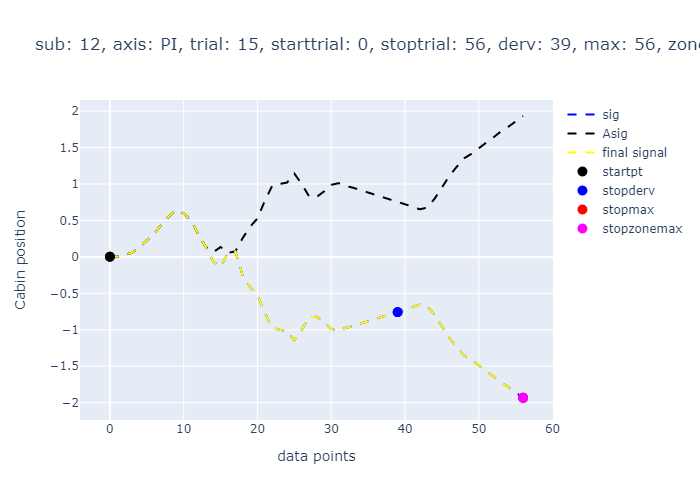 sub: 12, axis: PI, trial: 15, starttrial: 0, stoptrial: 56, derv: 39, max: 56, zone
2
1.5
1
0.5
0
−0.5
−1
−1.5
−2
Cabin position
0 10 20 30 40 50 60
data points
sig
Asig
final signal
startpt
stopderv
stopmax
stopzonemax